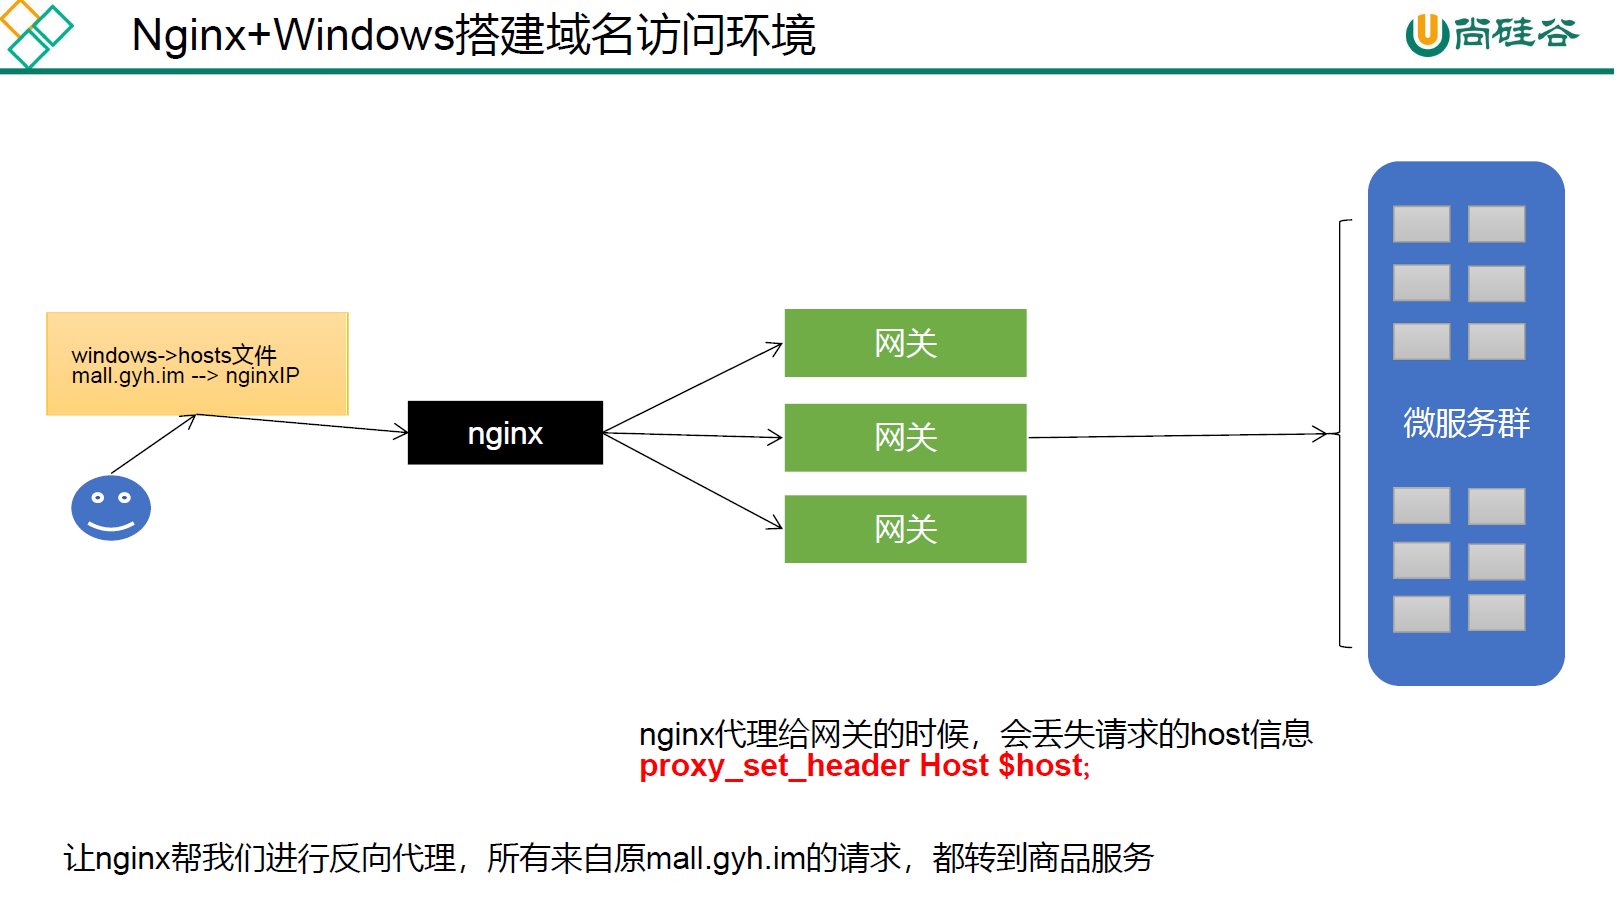 Nginx+Windows搭建域名访问环境
尚硅谷
windows->hosts文件
mall.gyh.im --> nginxIP
nginx
网关
网关
网关
微服务群
nginx代理给网关的时候，会丢失请求的host信息
proxy_set_header Host $host;
让nginx帮我们进行反向代理，所有来自原mall.gyh.im的请求，都转到商品服务